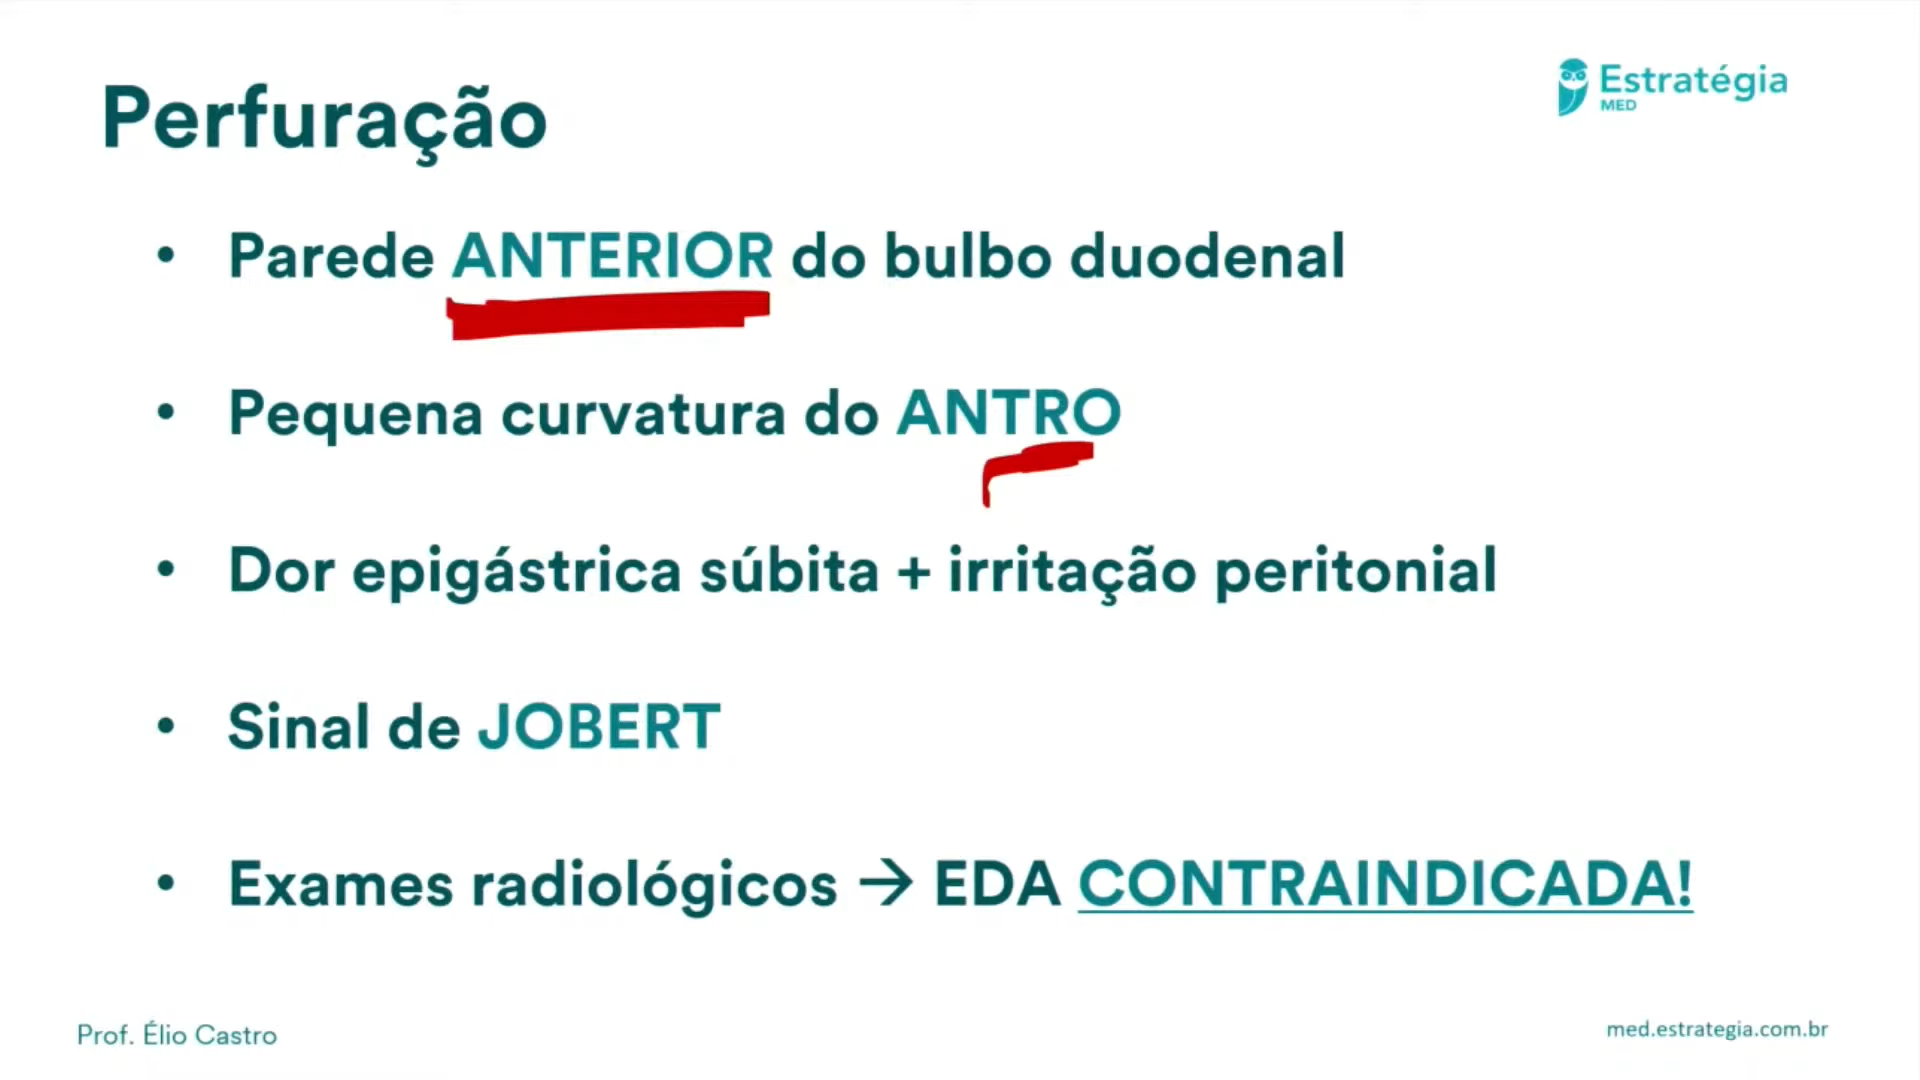 Perfuração
Estratégia
MED
• Parede ANTERIOR do bulbo duodenal
• Pequena curvatura do ANTRO
• Dor epigástrica súbita + irritação peritonial
• Sinal de JOBERT
• Exames radiológicos → EDA CONTRAINDICADA!
Prof. Élio Castro
med.estrategia.com.br